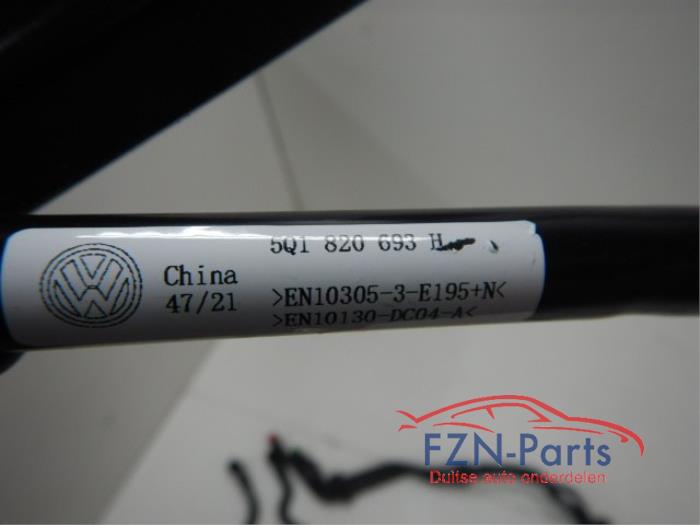 5Q1 820 693 H
China
47/21
>EN10305-3-E195+N<
>EN10130-DC04-A<
FZN-Parts
Duitse auto onderdelen